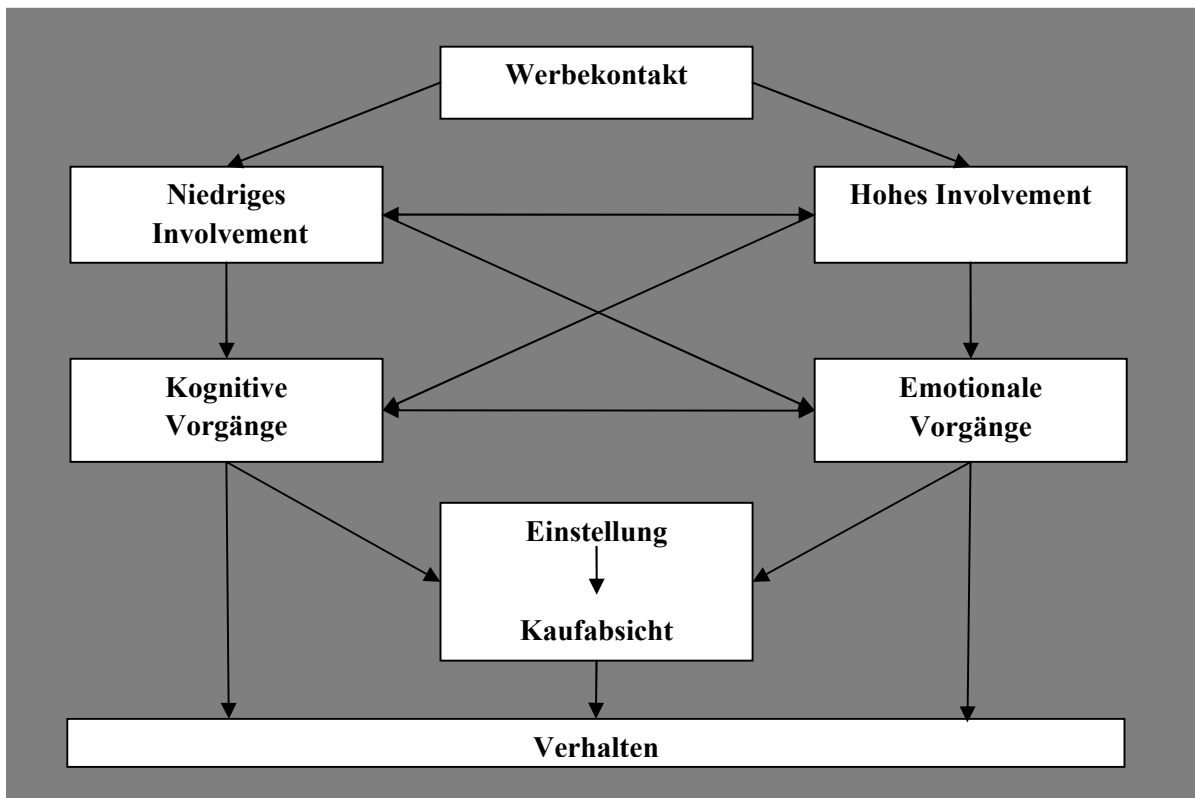 Werbekontakt
Niedriges
Involvement
Hohes Involvement
Kognitive
Vorgänge
Emotionale
Vorgänge
Einstellung
Kaufabsicht
Verhalten